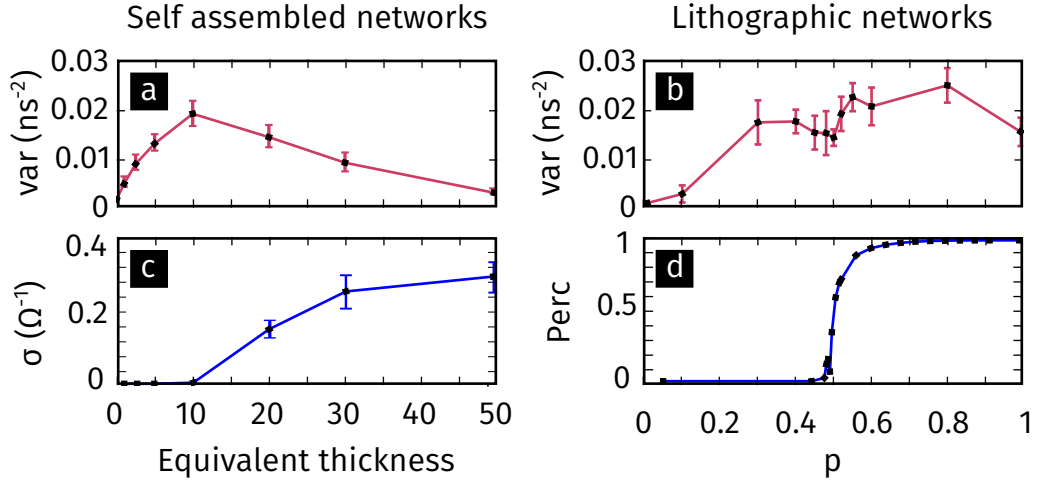 Self assembled networks
Lithographic networks
var (ns⁻²)
0.03
0.02
0.01
0
a
var (ns⁻²)
0.03
0.02
0.01
0
b
σ (Ω⁻¹)
0.4
0.2
0
c
0 10 20 30 40 50
Equivalent thickness
Perc
1
0.5
0
d
0 0.2 0.4 0.6 0.8 1
p